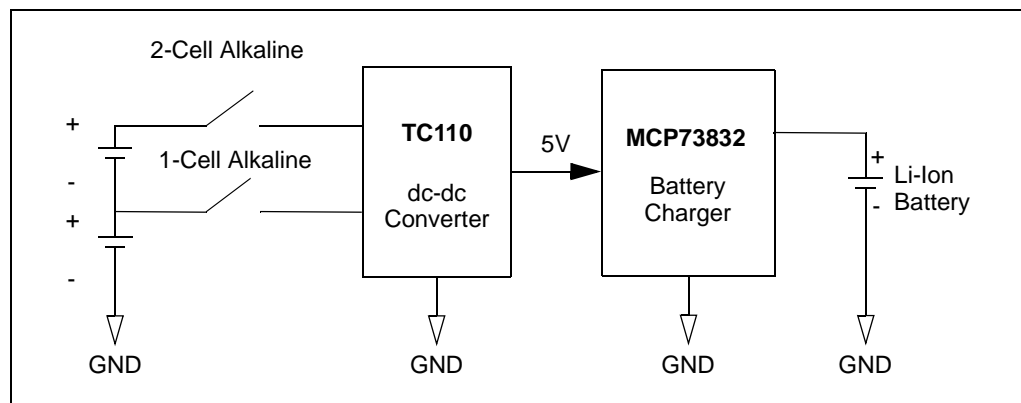 2-Cell Alkaline
+
-
1-Cell Alkaline
+
-
GND
TC110
dc-dc
Converter
GND
5V
MCP73832
Battery
Charger
GND
+
-
Li-Ion
Battery
GND